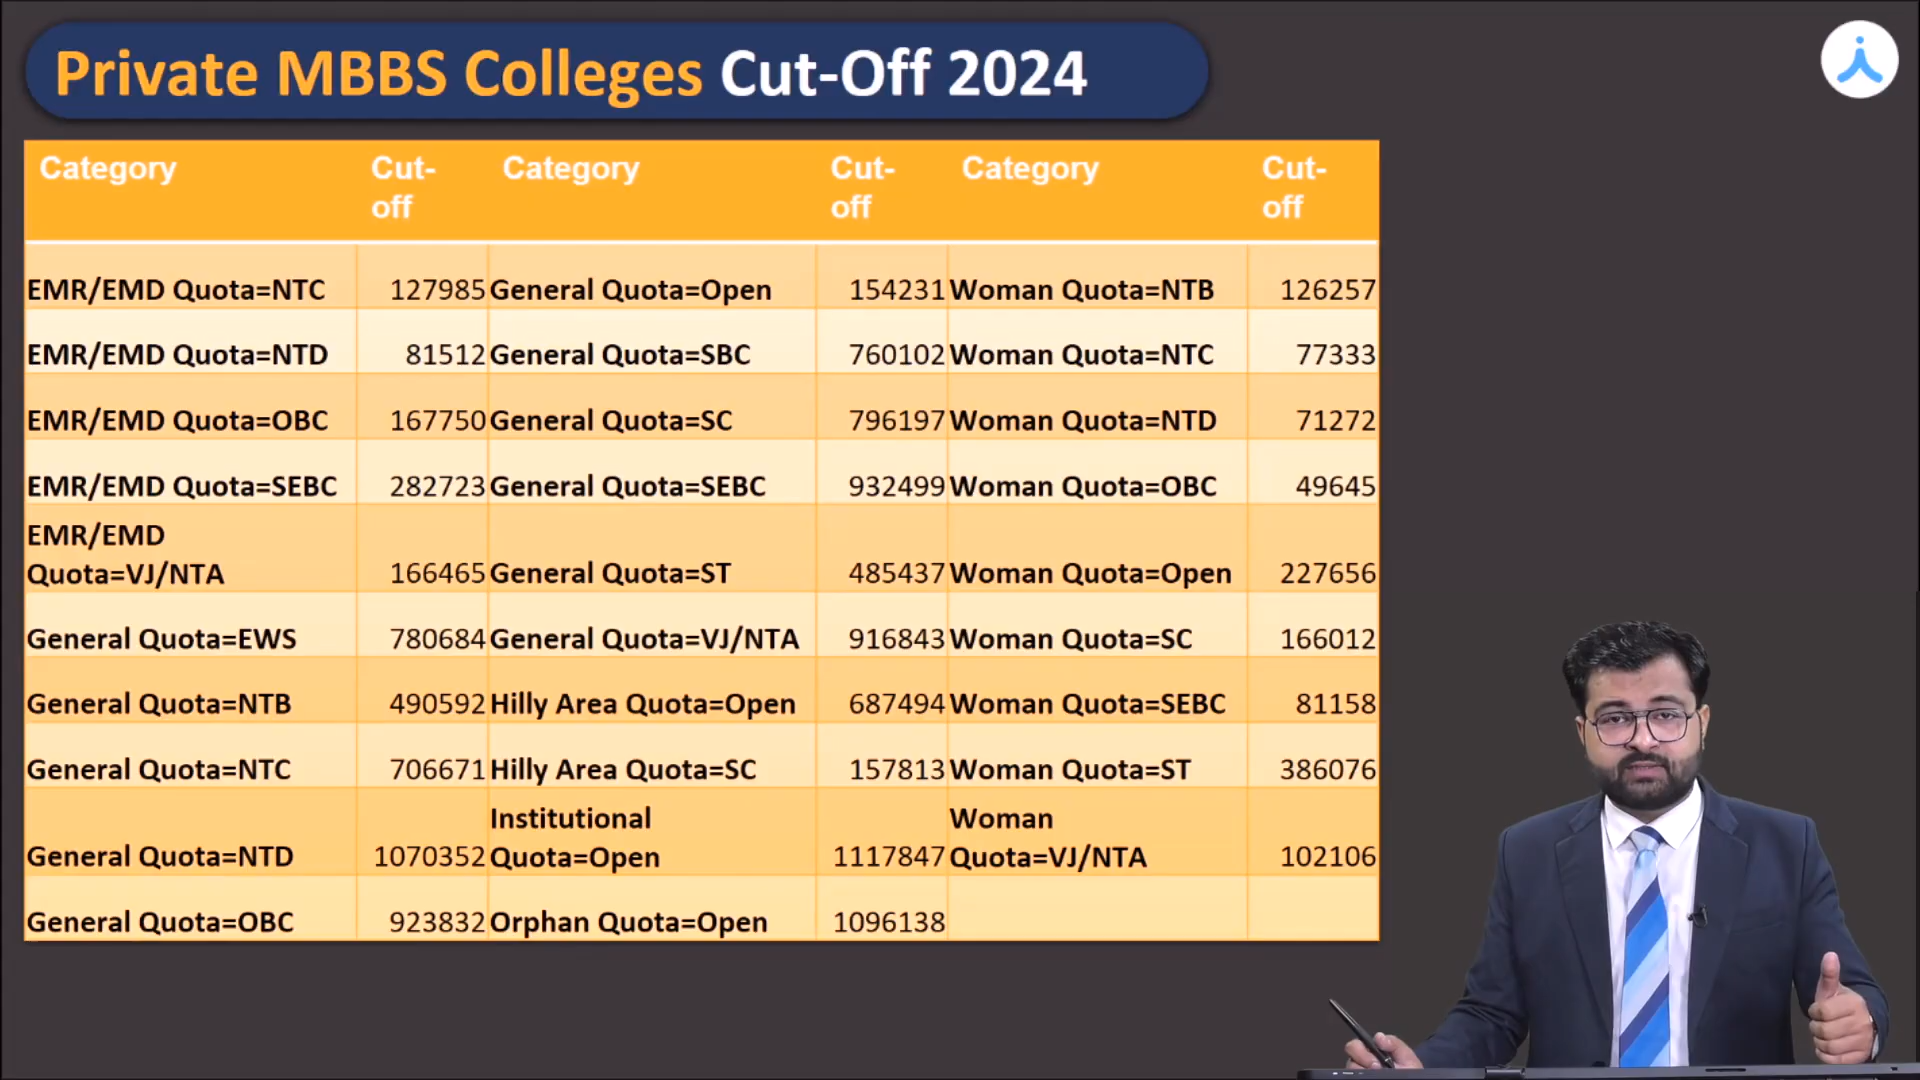 Private MBBS Colleges Cut-Off 2024
Category Cut-off Category Cut-off Category Cut-off
EMR/EMD Quota=NTC 127985 General Quota=Open 154231 Woman Quota=NTB 126257
EMR/EMD Quota=NTD 81512 General Quota=SBC 760102 Woman Quota=NTC 77333
EMR/EMD Quota=OBC 167750 General Quota=SC 796197 Woman Quota=NTD 71272
EMR/EMD Quota=SEBC 282723 General Quota=SEBC 932499 Woman Quota=OBC 49645
EMR/EMD Quota=VJ/NTA 166465 General Quota=ST 485437 Woman Quota=Open 227656
General Quota=EWS 780684 General Quota=VJ/NTA 916843 Woman Quota=SC 166012
General Quota=NTB 490592 Hilly Area Quota=Open 687494 Woman Quota=SEBC 81158
General Quota=NTC 706671 Hilly Area Quota=SC 157813 Woman Quota=ST 386076
General Quota=NTD 1070352 Institutional Quota=Open 1117847 Woman Quota=VJ/NTA 102106
General Quota=OBC 923832 Orphan Quota=Open 1096138